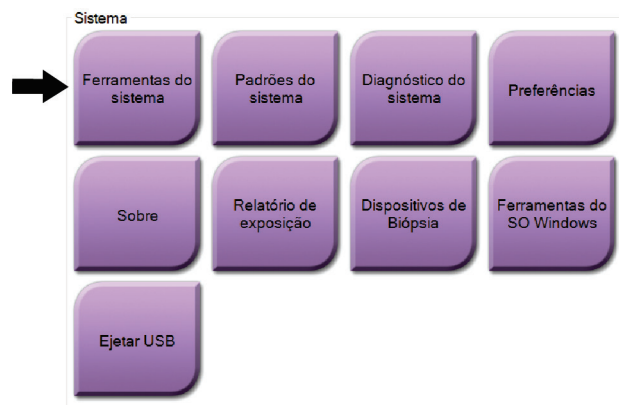 Sistema
Ferramentas do
sistema
Padrões do
sistema
Diagnóstico do
sistema
Preferências
Sobre
Relatório de
exposição
Dispositivos de
Biópsia
Ferramentas do
SO Windows
Ejetar USB